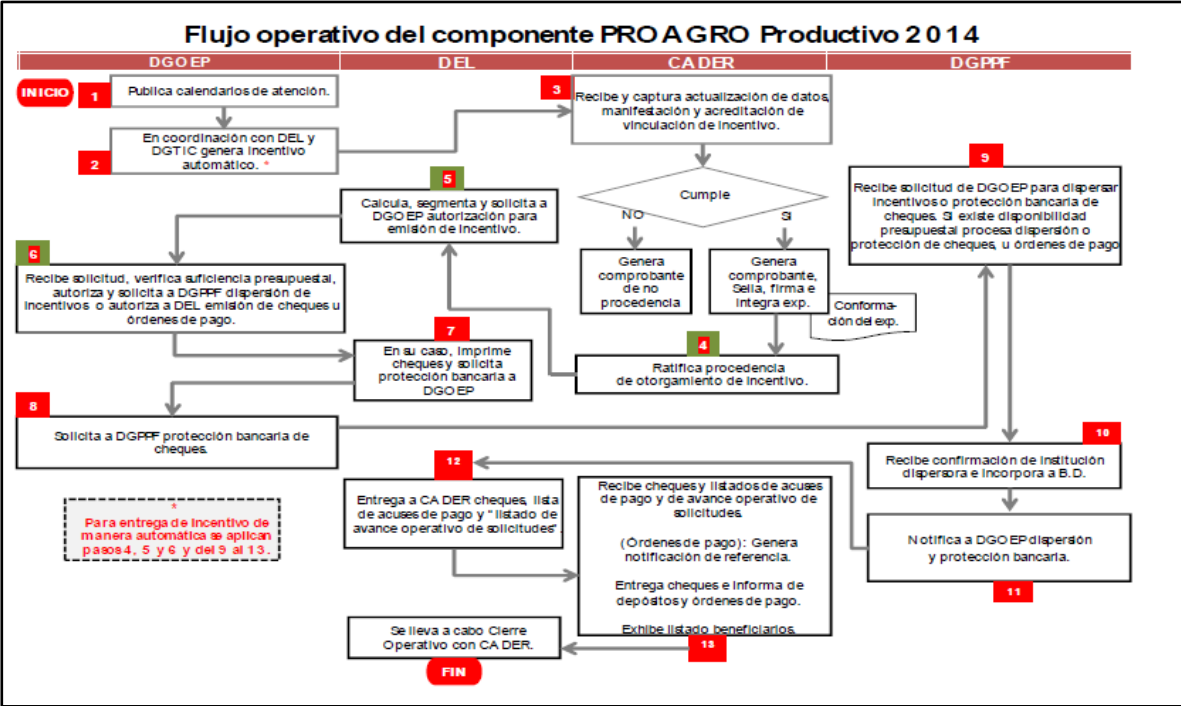 Flujo operativo del componente PROAGRO Productivo 2014
DGOEP
DEL
CADER
DGPPF
INICIO
1
Publica calendarios de atención.
2
En coordinación con DEL y
DGTIC genera incentivo
automático. *
3
Recibe y captura actualización de datos,
manifestación y acreditación de
vinculación de incentivo.
Cumple
NO
SI
Genera
comprobante
de no
procedencia
Genera
comprobante,
Sella, firma e
integra exp.
Conforma-
ción del exp.
4
Ratifica procedencia
de otorgamiento de incentivo.
5
Calcula, segmenta y solicita a
DGOEP autorización para
emisión de incentivo.
6
Recibe solicitud, verifica suficiencia presupuestal,
autoriza y solicita a DGPPF dispersión de
incentivos o autoriza a DEL emisión de cheques u
órdenes de pago.
7
En su caso, imprime
cheques y solicita
protección bancaria a
DGOEP
8
Solicita a DGPPF protección bancaria de
cheques.
9
Recibe solicitud de DGOEP para dispersar
incentivos o protección bancaria de
cheques. Si existe disponibilidad
presupuestal procesa dispersión o
protección de cheques, u órdenes de pago
10
Recibe confirmación de institución
dispersora e incorpora a B.D.
Notifica a DGOEP dispersión
y protección bancaria.
11
12
Entrega a CADER cheques, lista
de acuses de pago y "listado de
avance operativo de solicitudes".
Recibe cheques y listados de acuses
de pago y de avance operativo de
solicitudes.
(Órdenes de pago): Genera
notificación de referencia.
Entrega cheques e informa de
depósitos y órdenes de pago.
Exhibe listado beneficiarios.
13
Se lleva a cabo Cierre
Operativo con CADER.
FIN
*
Para entrega de incentivo de
manera automática se aplican
pasos 4, 5 y 6 y del 9 al 13.